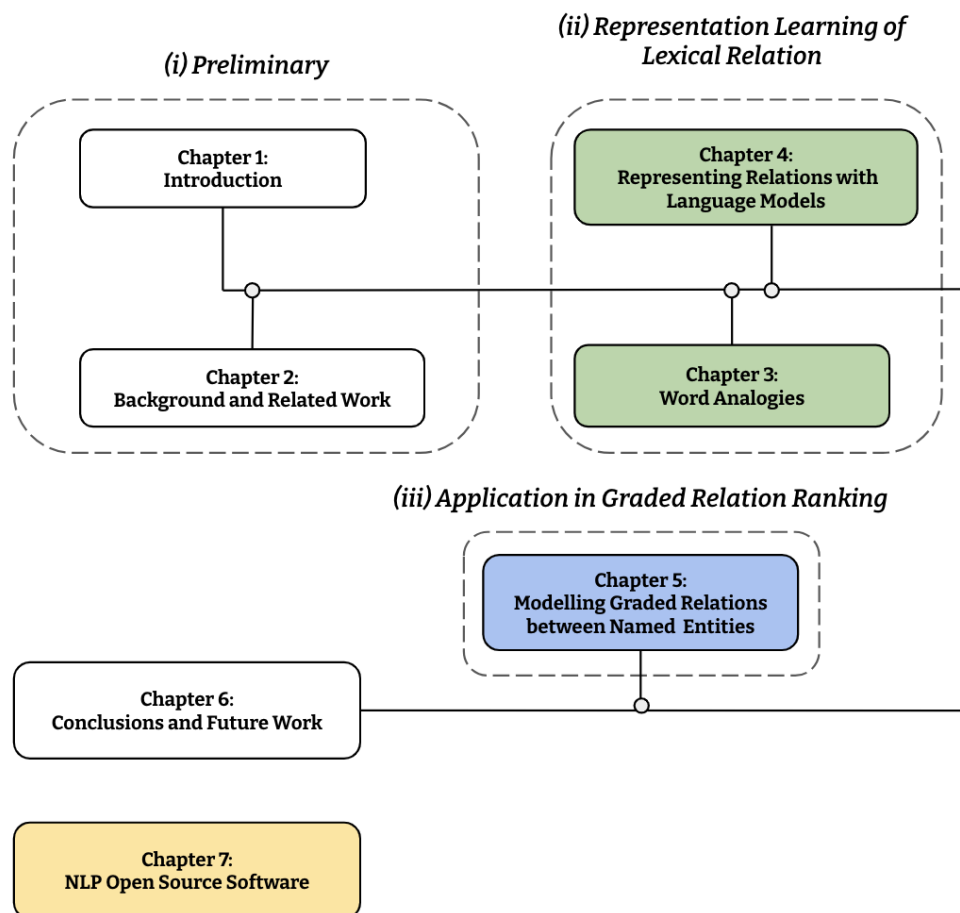 (i) Preliminary
Chapter 1:
Introduction
Chapter 2:
Background and Related Work
(ii) Representation Learning of
Lexical Relation
Chapter 4:
Representing Relations with
Language Models
Chapter 3:
Word Analogies
(iii) Application in Graded Relation Ranking
Chapter 5:
Modelling Graded Relations
between Named Entities
Chapter 6:
Conclusions and Future Work
Chapter 7:
NLP Open Source Software